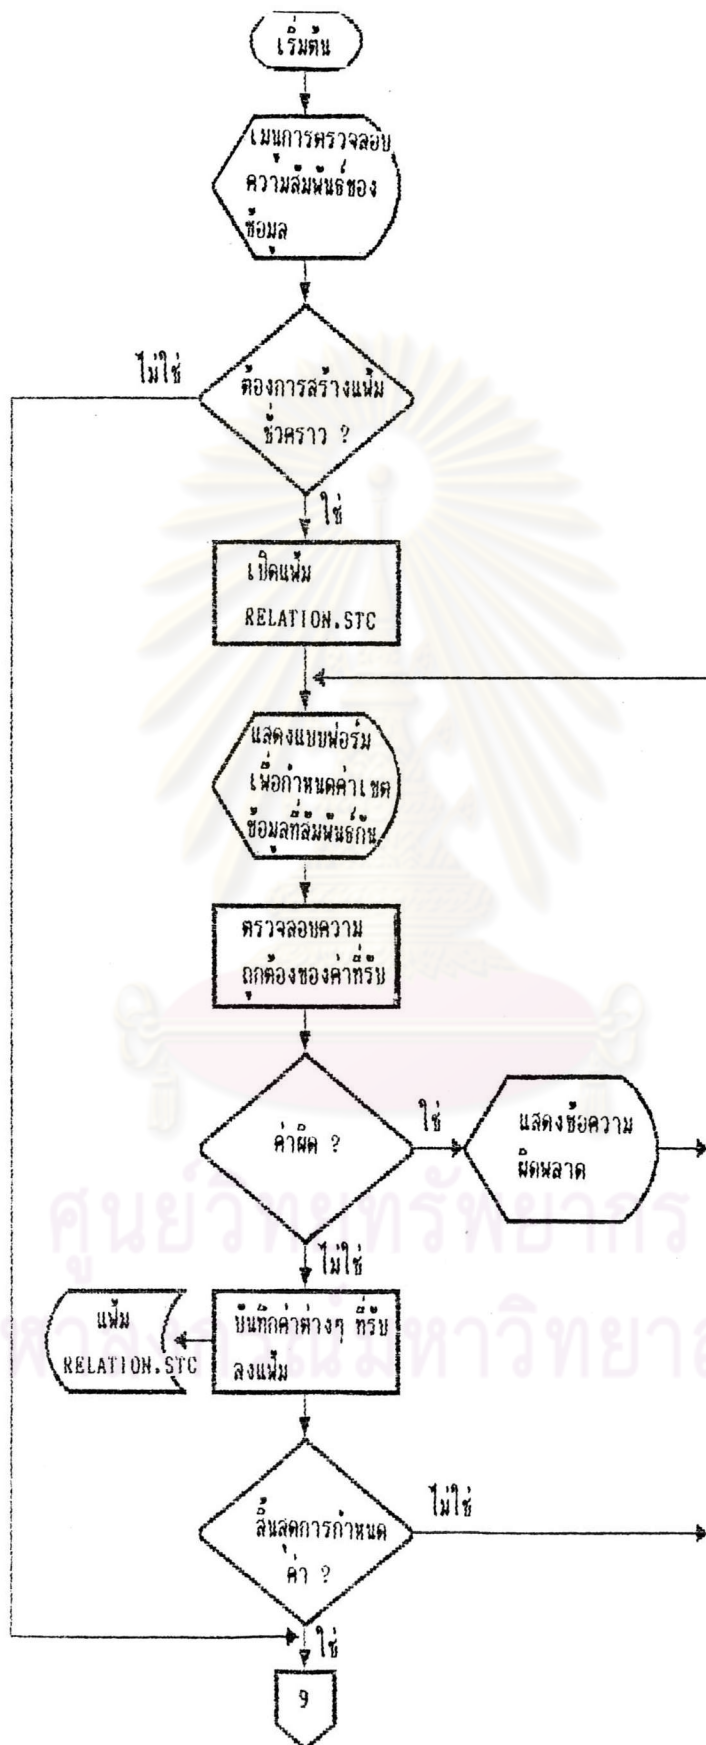 เริ่มต้น
เมนูการตรวจสอบ
ความสัมพันธ์ของ
ข้อมูล
ไม่ใช่
ต้องการสร้างแฟ้ม
ชั่วคราว ?
ใช่
เปิดแฟ้ม
RELATION.STC
แสดงแบบฟอร์ม
เพื่อกำหนดค่าเขต
ข้อมูลที่สัมพันธ์กัน
ตรวจสอบความ
ถูกต้องของค่าที่รับ
ค่าผิด ?
ใช่
แสดงข้อความ
ผิดพลาด
ศูนย์วิทยทรัพยากร
ไม่ใช่
แฟ้ม
RELATION.STC
บันทึกค่าต่างๆ ที่รับ
ลงแฟ้ม
ฬาลงกรณ์มหาวิทยาล
สิ้นสุดการกำหนด
ค่า ?
ไม่ใช่
ใช่
9